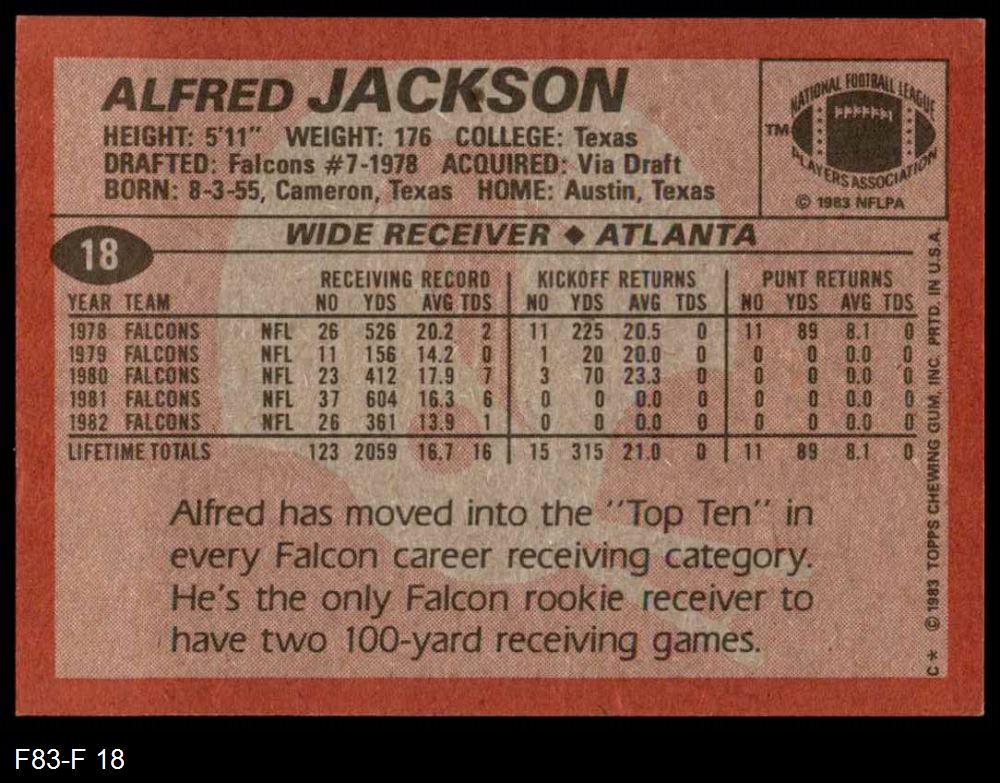 ALFRED JACKSON
HEIGHT: 5'11" WEIGHT: 176 COLLEGE: Texas
DRAFTED: Falcons #7-1978 ACQUIRED: Via Draft
BORN: 8-3-55, Cameron, Texas HOME: Austin, Texas
NATIONAL FOOTBALL LEAGUE
TM
PLAYERS ASSOCIATION
© 1983 NFLPA
18
WIDE RECEIVER ◆ ATLANTA
RECEIVING RECORD KICKOFF RETURNS PUNT RETURNS
YEAR TEAM NO YDS AVG TDS NO YDS AVG TDS NO YDS AVG TDS
1978 FALCONS NFL 26 526 20.2 2 11 225 20.5 0 11 89 8.1 0
1979 FALCONS NFL 11 156 14.2 0 1 20 20.0 0 0 0 0.0 0
1980 FALCONS NFL 23 412 17.9 7 3 70 23.3 0 0 0 0.0 0
1981 FALCONS NFL 37 604 16.3 6 0 0 0.0 0 0 0 0.0 0
1982 FALCONS NFL 26 361 13.9 1 0 0 0.0 0 0 0 0.0 0
LIFETIME TOTALS 123 2059 16.7 16 15 315 21.0 0 11 89 8.1 0
Alfred has moved into the "Top Ten" in
every Falcon career receiving category.
He's the only Falcon rookie receiver to
have two 100-yard receiving games.
C* © 1983 TOPPS CHEWING GUM, INC. PRTD. IN U.S.A.
F83-F 18